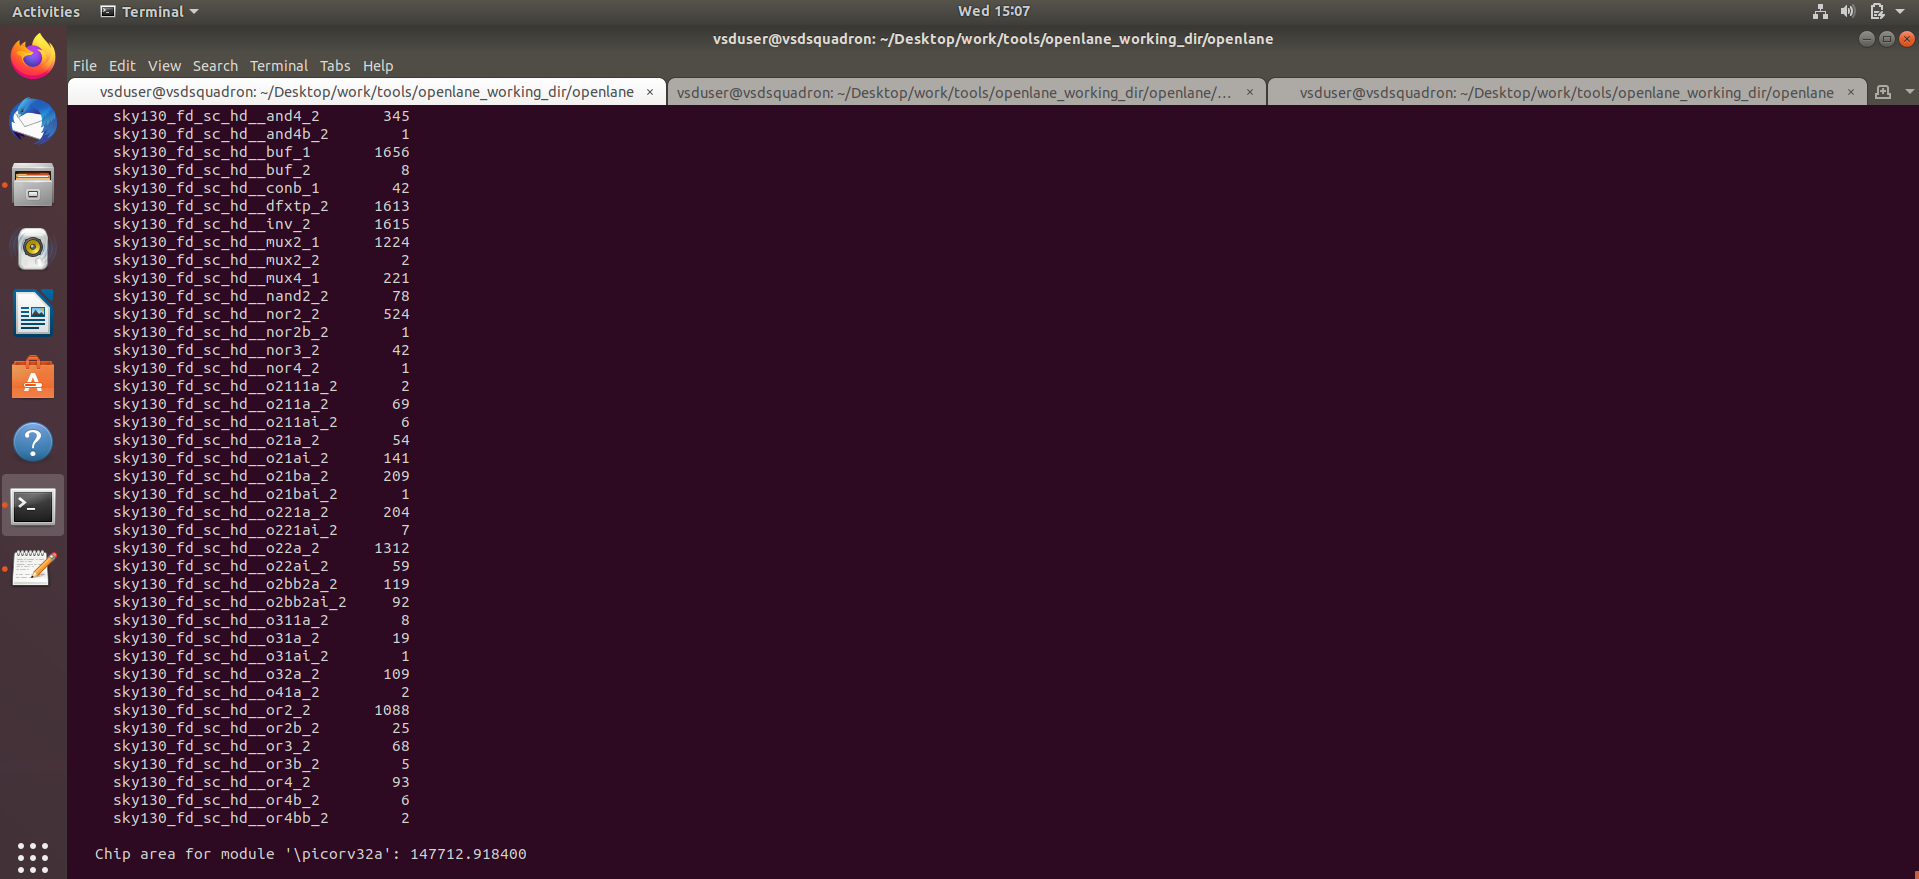 Activities Terminal Wed 15:07
vsduser@vsdsquadron: ~/Desktop/work/tools/openlane_working_dir/openlane
File Edit View Search Terminal Tabs Help
vsduser@vsdsquadron: ~/Desktop/work/tools/openlane_working_dir/openlane × vsduser@vsdsquadron: ~/Desktop/work/tools/openlane_working_dir/openlane/... × vsduser@vsdsquadron: ~/Desktop/work/tools/openlane_working_dir/openlane ×
sky130_fd_sc_hd__and4_2 345
sky130_fd_sc_hd__and4b_2 1
sky130_fd_sc_hd__buf_1 1656
sky130_fd_sc_hd__buf_2 8
sky130_fd_sc_hd__conb_1 42
sky130_fd_sc_hd__dfxtp_2 1613
sky130_fd_sc_hd__inv_2 1615
sky130_fd_sc_hd__mux2_1 1224
sky130_fd_sc_hd__mux2_2 2
sky130_fd_sc_hd__mux4_1 221
sky130_fd_sc_hd__nand2_2 78
sky130_fd_sc_hd__nor2_2 524
sky130_fd_sc_hd__nor2b_2 1
sky130_fd_sc_hd__nor3_2 42
sky130_fd_sc_hd__nor4_2 1
sky130_fd_sc_hd__o2111a_2 2
sky130_fd_sc_hd__o211a_2 69
sky130_fd_sc_hd__o211ai_2 6
sky130_fd_sc_hd__o21a_2 54
sky130_fd_sc_hd__o21ai_2 141
sky130_fd_sc_hd__o21ba_2 209
sky130_fd_sc_hd__o21bai_2 1
sky130_fd_sc_hd__o221a_2 204
sky130_fd_sc_hd__o221ai_2 7
sky130_fd_sc_hd__o22a_2 1312
sky130_fd_sc_hd__o22ai_2 59
sky130_fd_sc_hd__o2bb2a_2 119
sky130_fd_sc_hd__o2bb2ai_2 92
sky130_fd_sc_hd__o311a_2 8
sky130_fd_sc_hd__o31a_2 19
sky130_fd_sc_hd__o31ai_2 1
sky130_fd_sc_hd__o32a_2 109
sky130_fd_sc_hd__o41a_2 2
sky130_fd_sc_hd__or2_2 1088
sky130_fd_sc_hd__or2b_2 25
sky130_fd_sc_hd__or3_2 68
sky130_fd_sc_hd__or3b_2 5
sky130_fd_sc_hd__or4_2 93
sky130_fd_sc_hd__or4b_2 6
sky130_fd_sc_hd__or4bb_2 2
Chip area for module '\picorv32a': 147712.918400